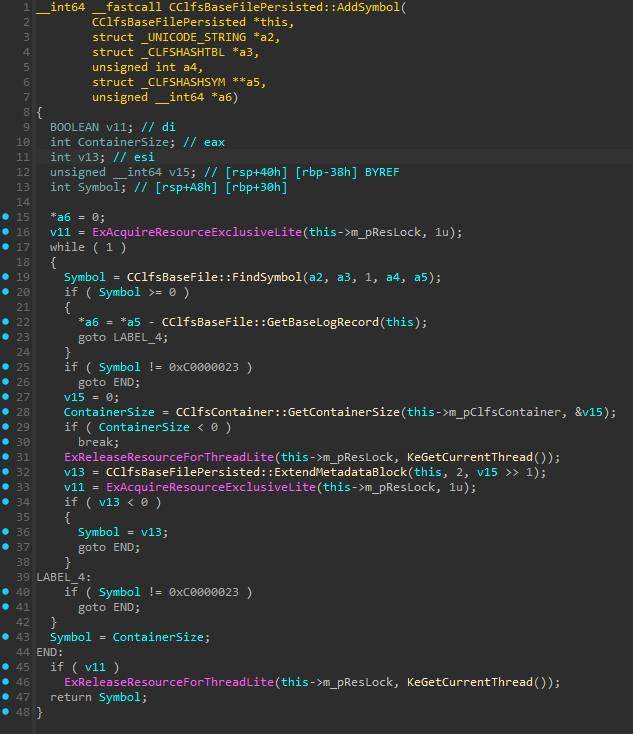 1 __int64 __fastcall CClfsBaseFilePersisted::AddSymbol(
2         CClfsBaseFilePersisted *this,
3         struct _UNICODE_STRING *a2,
4         struct _CLFSHASHTBL *a3,
5         unsigned int a4,
6         struct _CLFSHASHSYM **a5,
7         unsigned __int64 *a6)
8 {
9   BOOLEAN v11; // di
10   int ContainerSize; // eax
11   int v13; // esi
12   unsigned __int64 v15; // [rsp+40h] [rbp-38h] BYREF
13   int Symbol; // [rsp+A8h] [rbp+30h]
14
15   *a6 = 0;
16   v11 = ExAcquireResourceExclusiveLite(this->m_pResLock, 1u);
17   while ( 1 )
18   {
19     Symbol = CClfsBaseFile::FindSymbol(a2, a3, 1, a4, a5);
20     if ( Symbol >= 0 )
21     {
22       *a6 = *a5 - CClfsBaseFile::GetBaseLogRecord(this);
23       goto LABEL_4;
24     }
25     if ( Symbol != 0xC0000023 )
26       goto END;
27     v15 = 0;
28     ContainerSize = CClfsContainer::GetContainerSize(this->m_pClfsContainer, &v15);
29     if ( ContainerSize < 0 )
30       break;
31     ExReleaseResourceForThreadLite(this->m_pResLock, KeGetCurrentThread());
32     v13 = CClfsBaseFilePersisted::ExtendMetadataBlock(this, 2, v15 >> 1);
33     v11 = ExAcquireResourceExclusiveLite(this->m_pResLock, 1u);
34     if ( v13 < 0 )
35     {
36       Symbol = v13;
37       goto END;
38     }
39 LABEL_4:
40     if ( Symbol != 0xC0000023 )
41       goto END;
42   }
43   Symbol = ContainerSize;
44 END:
45   if ( v11 )
46     ExReleaseResourceForThreadLite(this->m_pResLock, KeGetCurrentThread());
47   return Symbol;
48 }